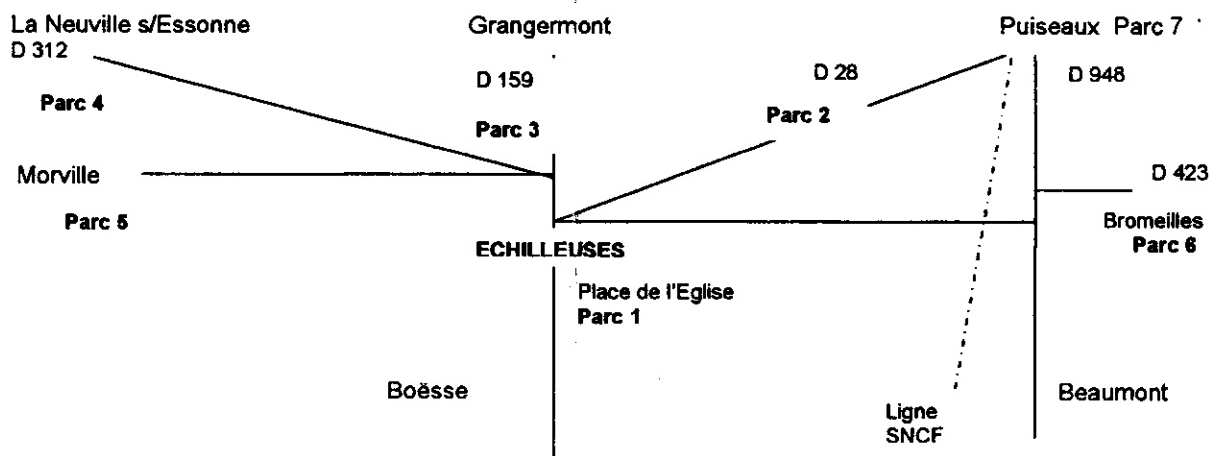 La Neuville s/Essonne
D 312
Parc 4
Grangermont
D 159
Parc 3
D 28
Parc 2
Puiseaux Parc 7
D 948
Morville
Parc 5
D 423
Bromeilles
Parc 6
ECHILLEUSES
Place de l'Eglise
Parc 1
Boësse
Ligne
SNCF
Beaumont